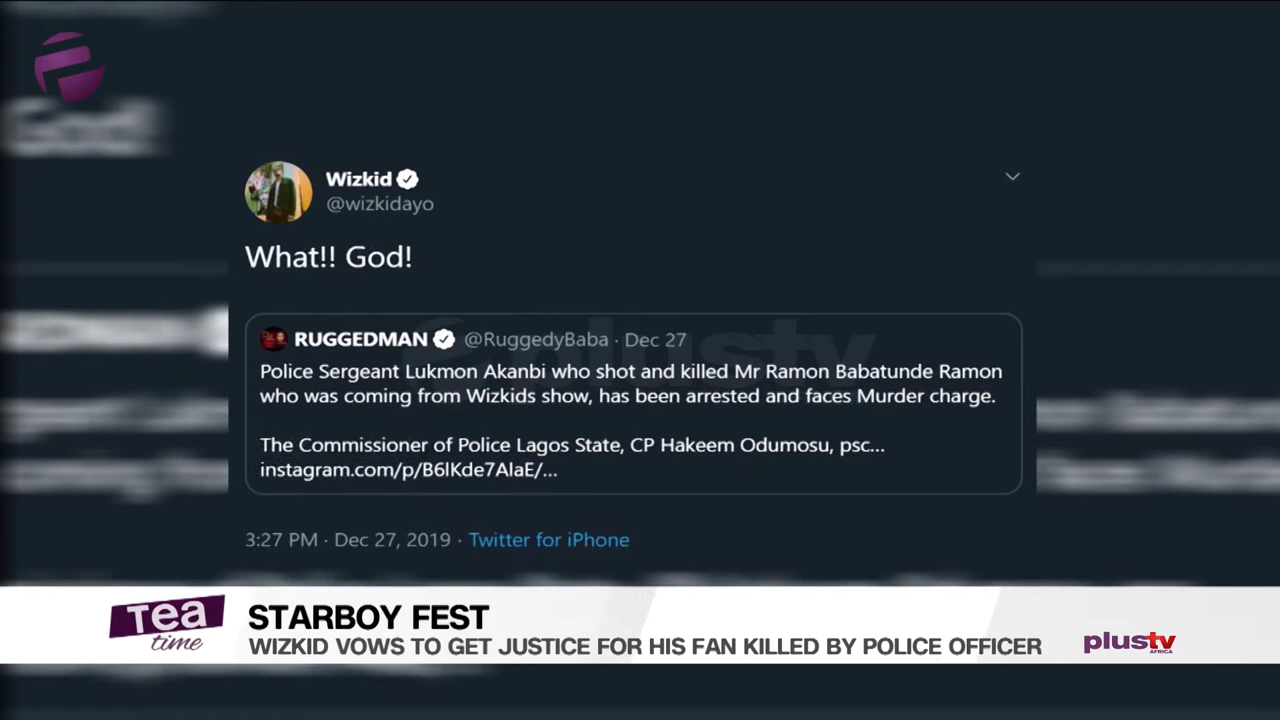 God!
Wizkid
@wizkidayo
What!! God!
RUGGEDMAN @RuggedyBaba · Dec 27
Police Sergeant Lukmon Akanbi who shot and killed Mr Ramon Babatunde Ramon
who was coming from Wizkids show, has been arrested and faces Murder charge.
The Commissioner of Police Lagos State, CP Hakeem Odumosu, psc...
instagram.com/p/B6lKde7AlaE/...
3:27 PM · Dec 27, 2019 · Twitter for iPhone
plustv
Tea
time
STARBOY FEST
WIZKID VOWS TO GET JUSTICE FOR HIS FAN KILLED BY POLICE OFFICER
plustv
AFRICA